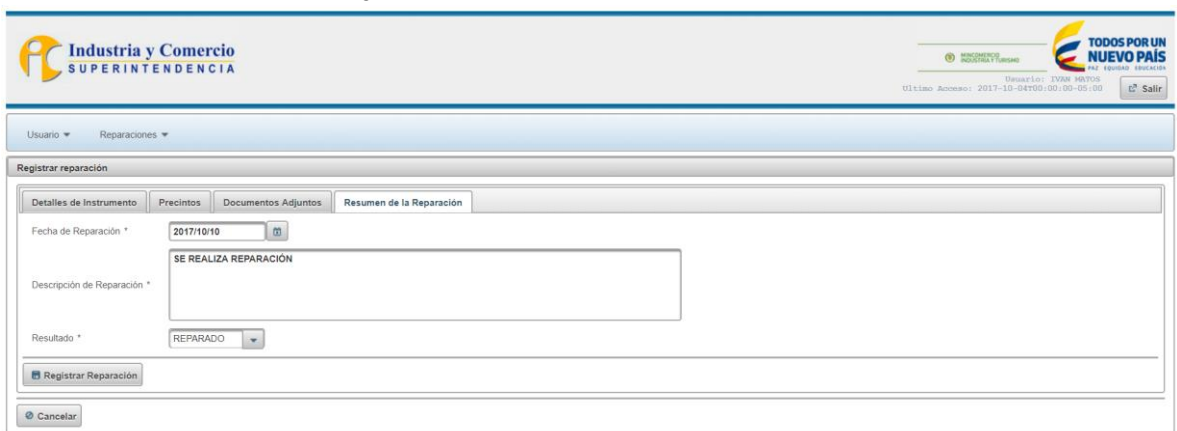 Industria y Comercio
SUPERINTENDENCIA
MINCOMERCIO
INDUSTRIA Y TURISMO
TODOS POR UN
NUEVO PAÍS
PAZ EQUIDAD EDUCACIÓN
Usuario: IVAN MATOS
Ultimo Acceso: 2017-10-04T00:00:00-05:00
Salir
Usuario Reparaciones
Registrar reparación
Detalles de Instrumento Precintos Documentos Adjuntos Resumen de la Reparación
Fecha de Reparación * 2017/10/10
SE REALIZA REPARACIÓN
Descripción de Reparación *
Resultado * REPARADO
Registrar Reparación
Cancelar